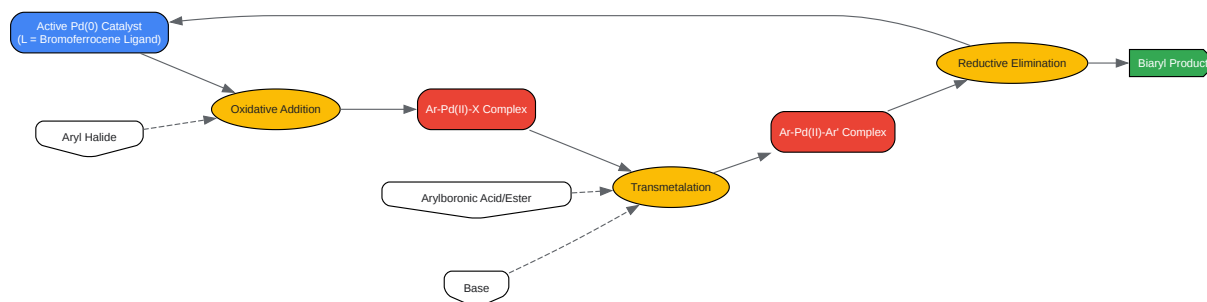 Active Pd(0) Catalyst
(L = Bromoferrocene Ligand)
Reductive Elimination
Biaryl Product
Oxidative Addition
Ar-Pd(II)-X Complex
Aryl Halide
Ar-Pd(II)-Ar' Complex
Transmetalation
Arylboronic Acid/Ester
Base